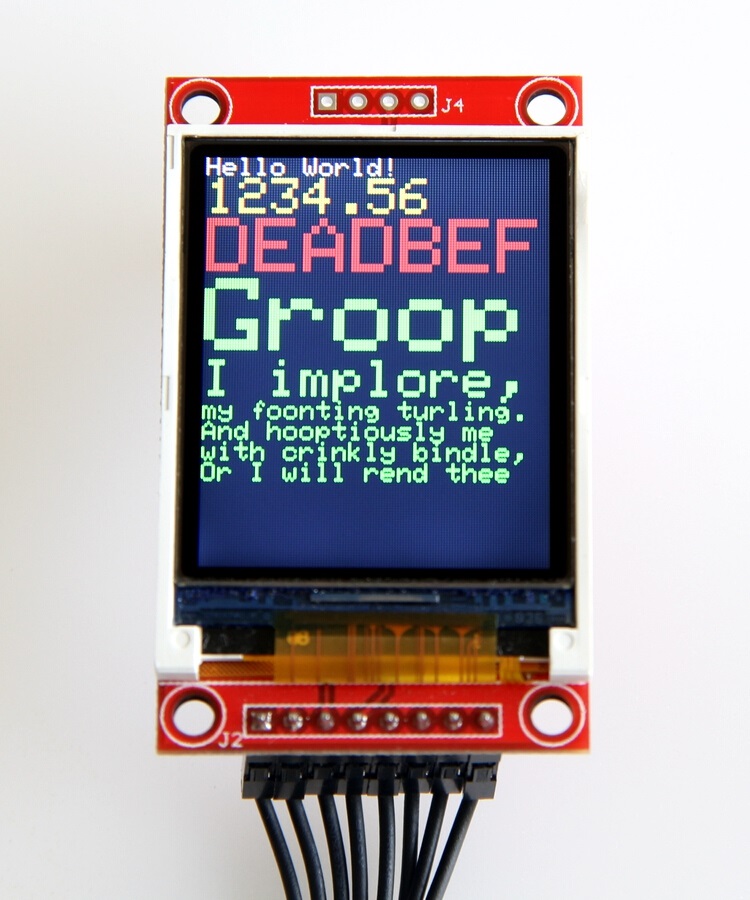 J4
Hello World!
1234.56
DEADBEF
Groop
I implore,
my foonting turling.
And hooptiously me
with crinkly bindle,
Or I will rend thee
J2